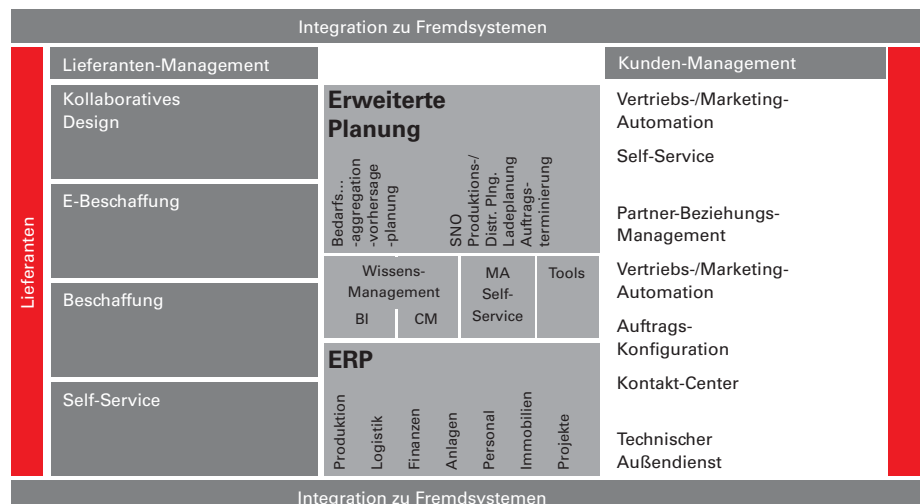 Integration zu Fremdsystemen
Lieferanten
Lieferanten-Management
Kollaboratives
Design
E-Beschaffung
Beschaffung
Self-Service
Erweiterte
Planung
Bedarfs...
-aggregation
-vorhersage
-planung
SNO
Produktions-/
Distr. Plng.
Ladeplanung
Auftrags-
terminierung
Wissens-
Management
BI
CM
MA
Self-
Service
Tools
ERP
Produktion
Logistik
Finanzen
Anlagen
Personal
Immobilien
Projekte
Kunden-Management
Vertriebs-/Marketing-
Automation
Self-Service
Partner-Beziehungs-
Management
Vertriebs-/Marketing-
Automation
Auftrags-
Konfiguration
Kontakt-Center
Technischer
Außendienst
Integration zu Fremdsystemen